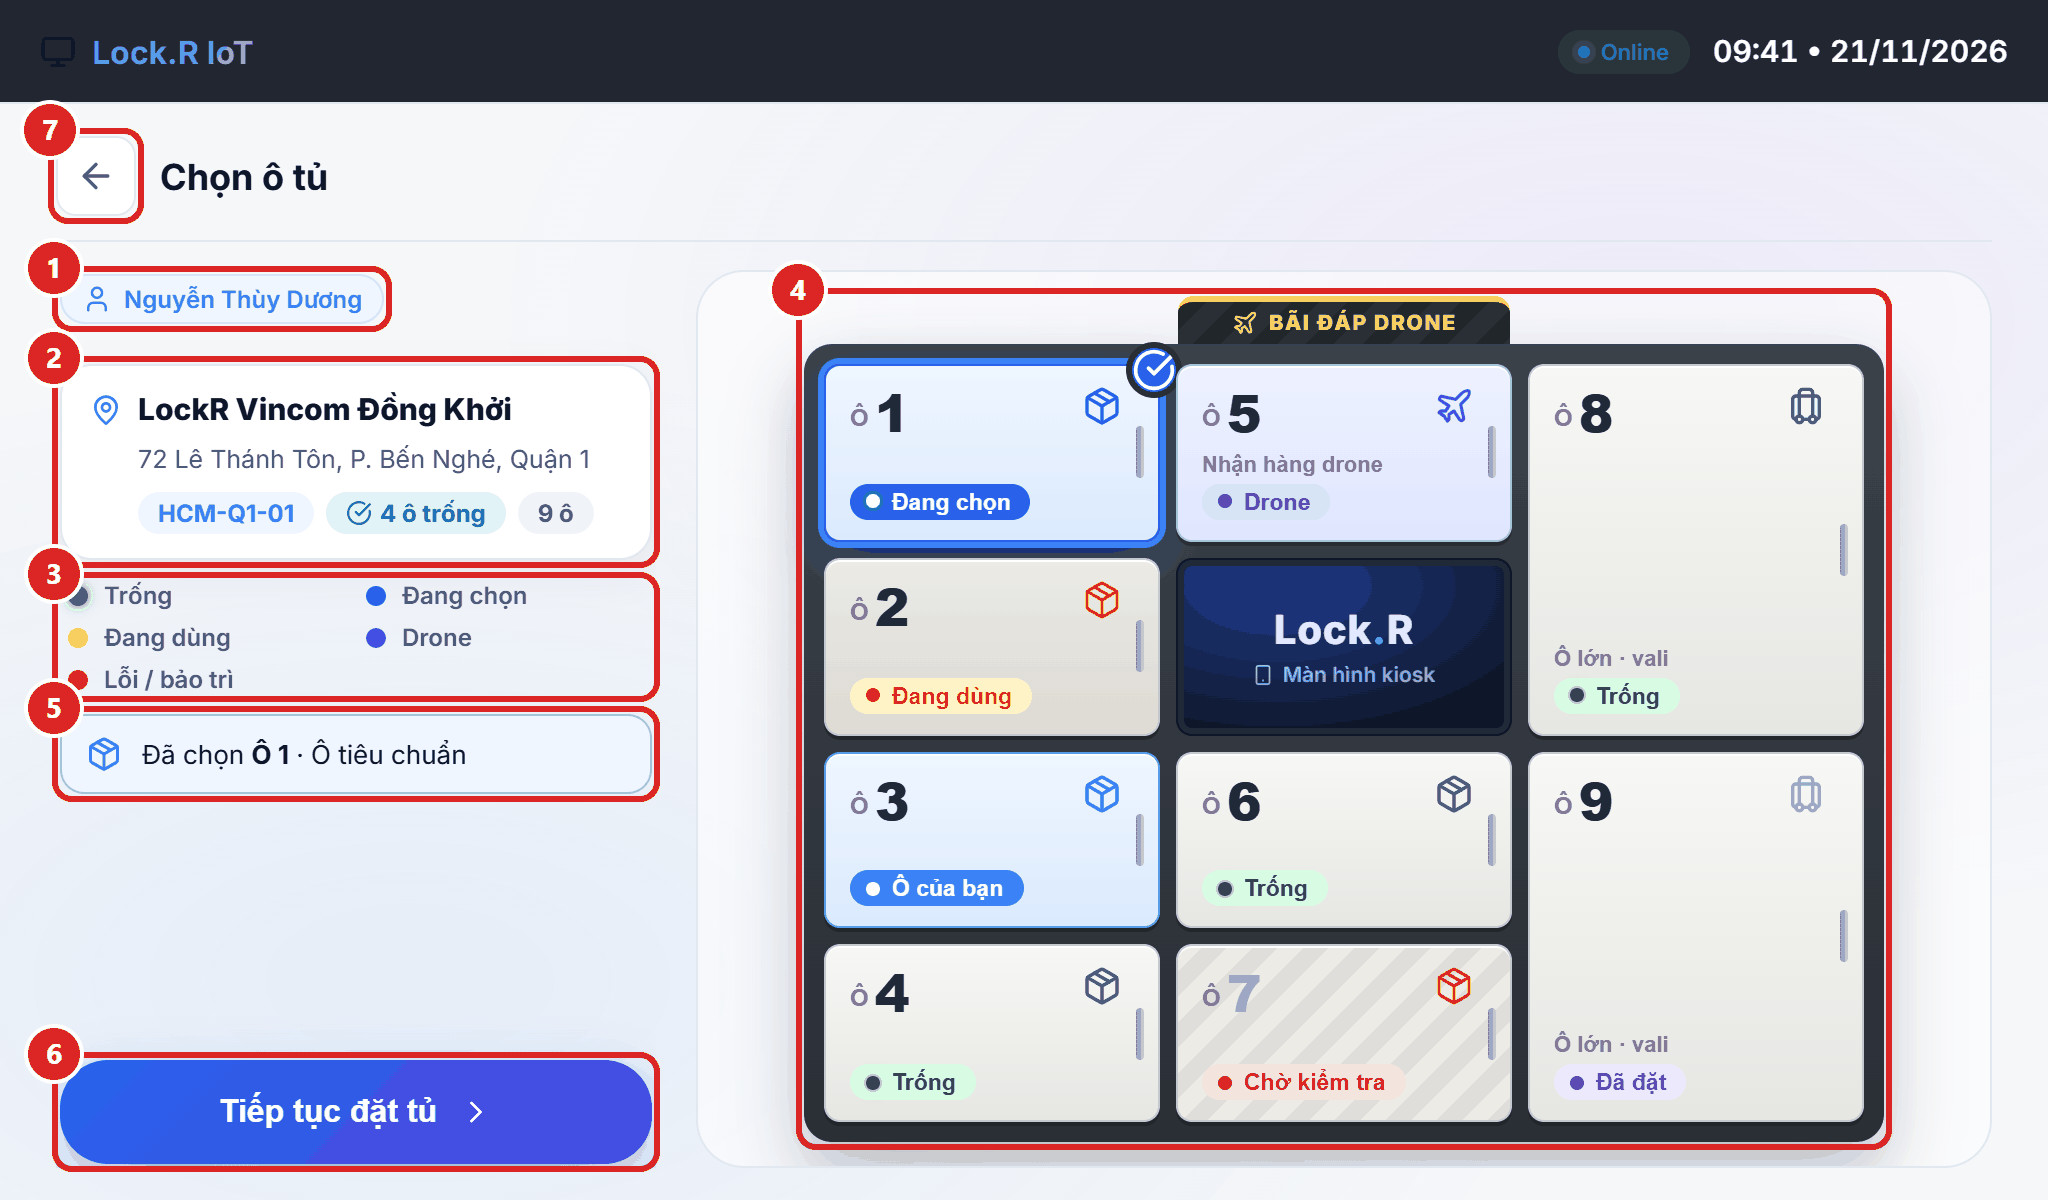 Lock.R IoT
Online
09:41 • 21/11/2026
7
Chọn ô tủ
1
Nguyễn Thùy Dương
2
LockR Vincom Đồng Khởi
72 Lê Thánh Tôn, P. Bến Nghé, Quận 1
HCM-Q1-01
4 ô trống
9 ô
3
Trống
Đang chọn
Đang dùng
Drone
Lỗi / bảo trì
5
Đã chọn Ô 1 · Ô tiêu chuẩn
6
Tiếp tục đặt tủ
4
BÃI ĐÁP DRONE
Ô 1
Đang chọn
Ô 5
Nhận hàng drone
Drone
Ô 8
Ô lớn · vali
Trống
Ô 2
Đang dùng
Lock.R
Màn hình kiosk
Ô 3
Ô của bạn
Ô 6
Trống
Ô 9
Ô lớn · vali
Đã đặt
Ô 4
Trống
Ô 7
Chờ kiểm tra